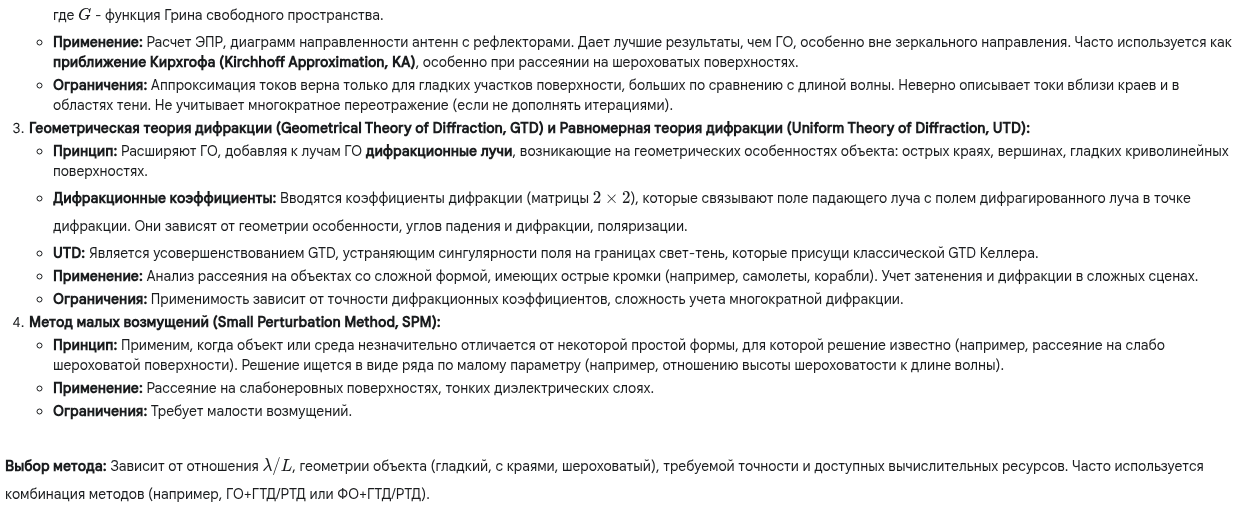 где G - функция Грина свободного пространства.
◦ Применение: Расчет ЭПР, диаграмм направленности антенн с рефлекторами. Дает лучшие результаты, чем ГО, особенно вне зеркального направления. Часто используется как
приближение Кирхгофа (Kirchhoff Approximation, KA), особенно при рассеянии на шероховатых поверхностях.
◦ Ограничения: Аппроксимация токов верна только для гладких участков поверхности, больших по сравнению с длиной волны. Неверно описывает токи вблизи краев и в
областях тени. Не учитывает многократное переотражение (если не дополнять итерациями).
3. Геометрическая теория дифракции (Geometrical Theory of Diffraction, GTD) и Равномерная теория дифракции (Uniform Theory of Diffraction, UTD):
◦ Принцип: Расширяют ГО, добавляя к лучам ГО дифракционные лучи, возникающие на геометрических особенностях объекта: острых краях, вершинах, гладких криволинейных
поверхностях.
◦ Дифракционные коэффициенты: Вводятся коэффициенты дифракции (матрицы 2 × 2), которые связывают поле падающего луча с полем дифрагированного луча в точке
дифракции. Они зависят от геометрии особенности, углов падения и дифракции, поляризации.
◦ UTD: Является усовершенствованием GTD, устраняющим сингулярности поля на границах свет-тень, которые присущи классической GTD Келлера.
◦ Применение: Анализ рассеяния на объектах со сложной формой, имеющих острые кромки (например, самолеты, корабли). Учет затенения и дифракции в сложных сценах.
◦ Ограничения: Применимость зависит от точности дифракционных коэффициентов, сложность учета многократной дифракции.
4. Метод малых возмущений (Small Perturbation Method, SPM):
◦ Принцип: Применим, когда объект или среда незначительно отличается от некоторой простой формы, для которой решение известно (например, рассеяние на слабо
шероховатой поверхности). Решение ищется в виде ряда по малому параметру (например, отношению высоты шероховатости к длине волны).
◦ Применение: Рассеяние на слабонеровных поверхностях, тонких диэлектрических слоях.
◦ Ограничения: Требует малости возмущений.
Выбор метода: Зависит от отношения λ/L, геометрии объекта (гладкий, с краями, шероховатый), требуемой точности и доступных вычислительных ресурсов. Часто используется
комбинация методов (например, ГО+ГТД/РТД или ФО+ГТД/РТД).